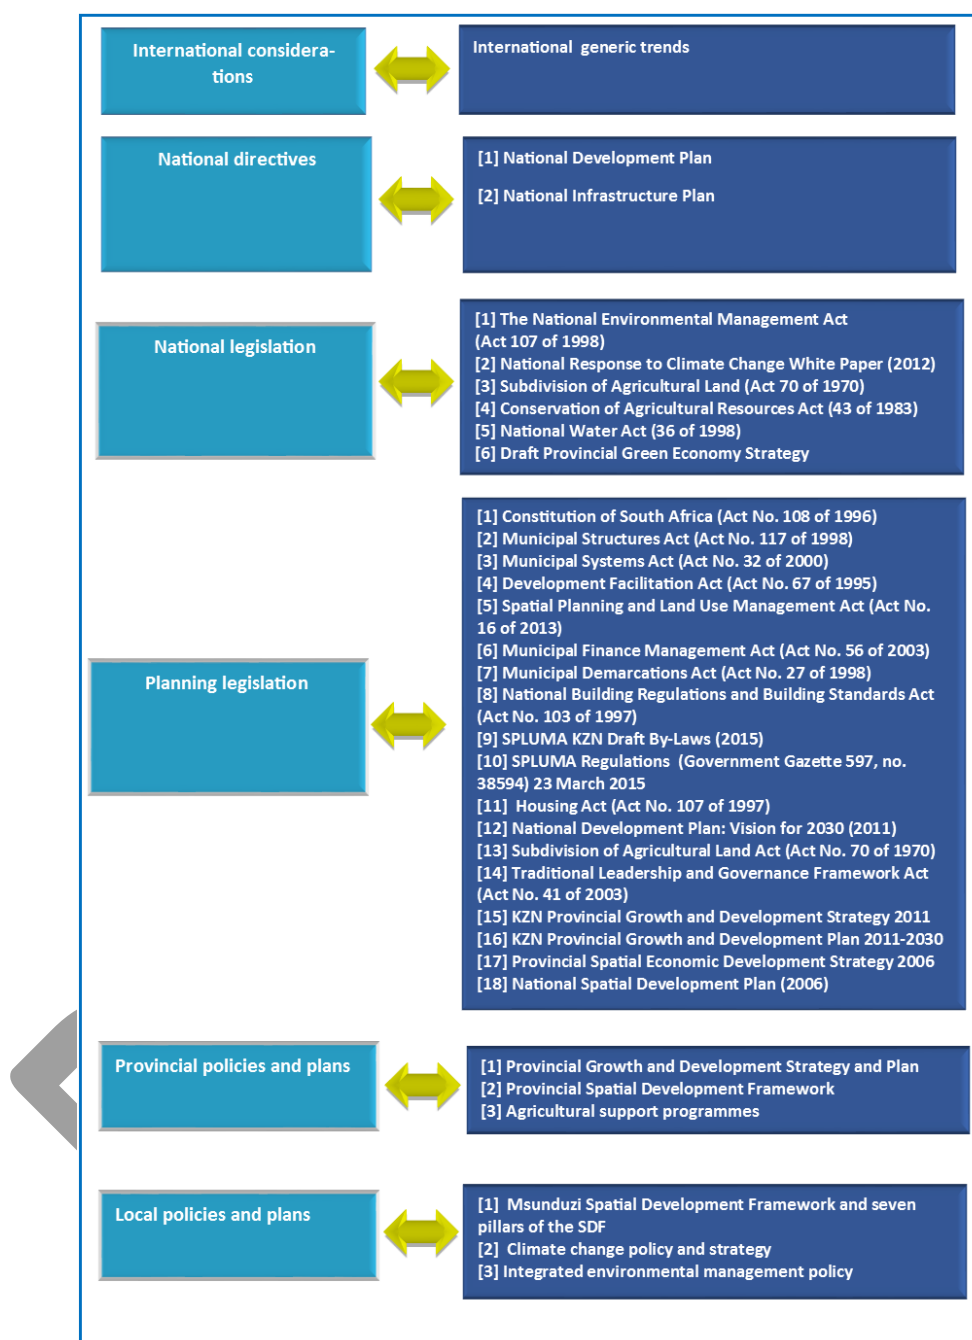 International considera-
tions
International  generic trends
National directives
[1] National Development Plan
[2] National Infrastructure Plan
National legislation
[1] The National Environmental Management Act
(Act 107 of 1998)
[2] National Response to Climate Change White Paper (2012)
[3] Subdivision of Agricultural Land (Act 70 of 1970)
[4] Conservation of Agricultural Resources Act (43 of 1983)
[5] National Water Act (36 of 1998)
[6] Draft Provincial Green Economy Strategy
Planning legislation
[1] Constitution of South Africa (Act No. 108 of 1996)
[2] Municipal Structures Act (Act No. 117 of 1998)
[3] Municipal Systems Act (Act No. 32 of 2000)
[4] Development Facilitation Act (Act No. 67 of 1995)
[5] Spatial Planning and Land Use Management Act (Act No.
16 of 2013)
[6] Municipal Finance Management Act (Act No. 56 of 2003)
[7] Municipal Demarcations Act (Act No. 27 of 1998)
[8] National Building Regulations and Building Standards Act
(Act No. 103 of 1997)
[9] SPLUMA KZN Draft By-Laws (2015)
[10] SPLUMA Regulations  (Government Gazette 597, no.
38594) 23 March 2015
[11]  Housing Act (Act No. 107 of 1997)
[12] National Development Plan: Vision for 2030 (2011)
[13] Subdivision of Agricultural Land Act (Act No. 70 of 1970)
[14] Traditional Leadership and Governance Framework Act
(Act No. 41 of 2003)
[15] KZN Provincial Growth and Development Strategy 2011
[16] KZN Provincial Growth and Development Plan 2011-2030
[17] Provincial Spatial Economic Development Strategy 2006
[18] National Spatial Development Plan (2006)
Provincial policies and plans
[1] Provincial Growth and Development Strategy and Plan
[2] Provincial Spatial Development Framework
[3] Agricultural support programmes
Local policies and plans
[1]  Msunduzi Spatial Development Framework and seven
pillars of the SDF
[2]  Climate change policy and strategy
[3] Integrated environmental management policy